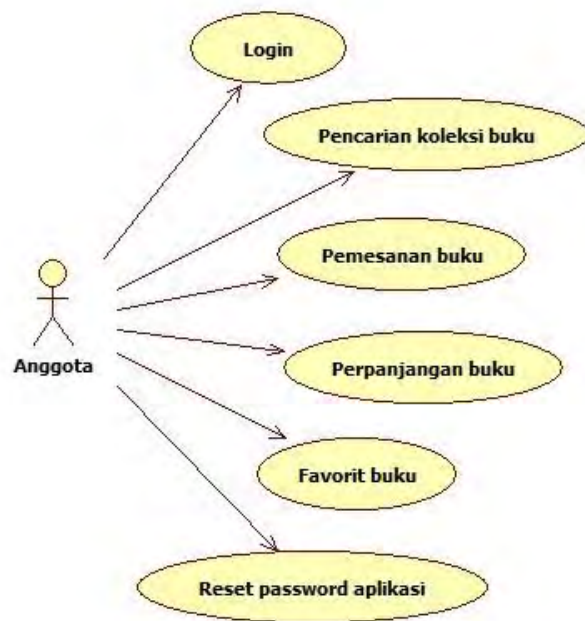 Login
Pencarian koleksi buku
Pemesanan buku
Anggota
Perpanjangan buku
Favorit buku
Reset password aplikasi